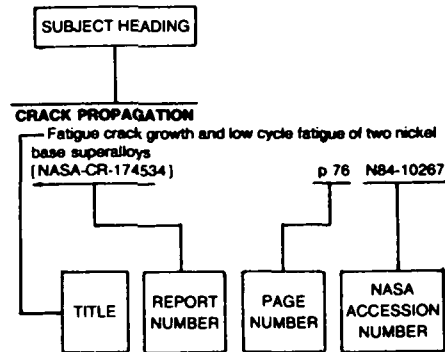 SUBJECT HEADING
CRACK PROPAGATION
Fatigue crack growth and low cycle fatigue of two nickel
base superalloys
[NASA-CR-174534] p 76 N84-10267
TITLE
REPORT
NUMBER
PAGE
NUMBER
NASA
ACCESSION
NUMBER